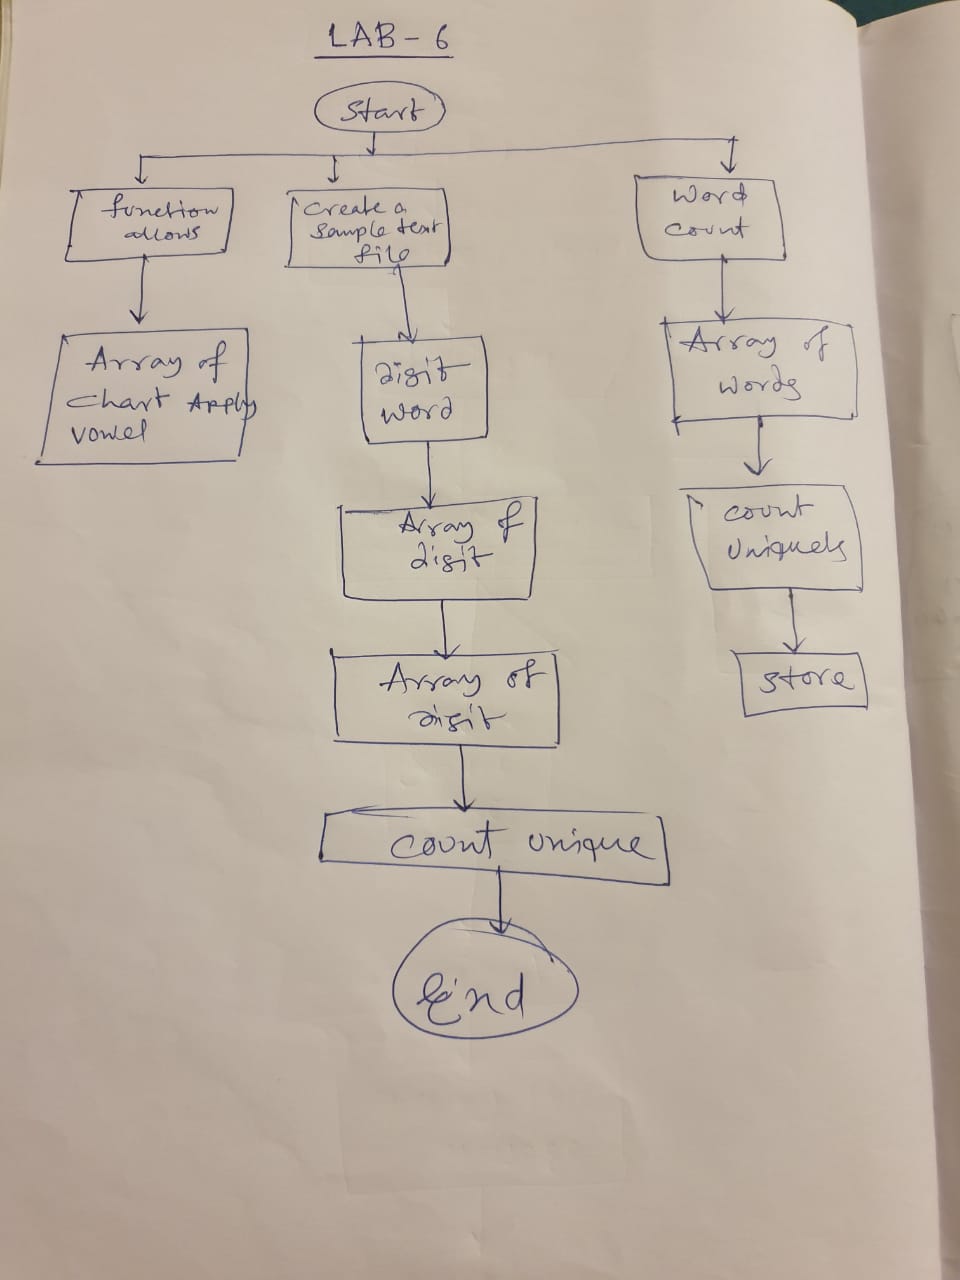 LAB - 6
Start
function
allows
Create a
Sample text
file
Word
Count
Array of
Chart Apply
vowel
digit
word
Array of
words
Array of
digit
Count
Uniquels
Array of
digit
Store
Count unique
End